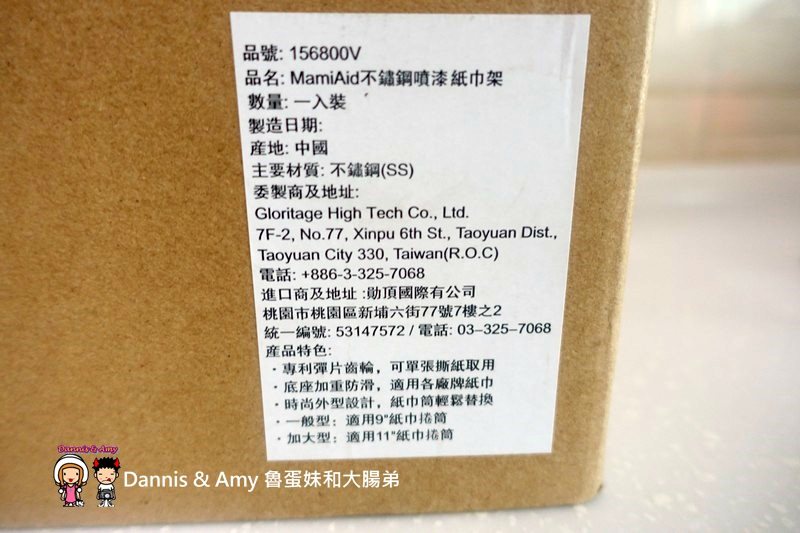 品號: 156800V
品名: MamiAid不鏽鋼噴漆紙巾架
數量: 一入裝
製造日期:
産地: 中國
主要材質: 不鏽鋼(SS)
委製商及地址:
Gloritage High Tech Co., Ltd.
7F-2, No.77, Xinpu 6th St., Taoyuan Dist.,
Taoyuan City 330, Taiwan(R.O.C)
電話: +886-3-325-7068
進口商及地址 :勛頂國際有公司
桃園市桃園區新埔六街77號7樓之2
統一編號: 53147572 / 電話: 03–325–7068
産品特色:
· 專利彈片齒輪，可單張撕紙取用
· 底座加重防滑，適用各廠牌紙巾
· 時尚外型設計，紙巾筒輕鬆替換
· 一般型：適用9"紙巾捲筒
· 加大型：適用11"紙巾捲筒
Dannis & Amy
Dannis & Amy 魯蛋妹和大腸弟